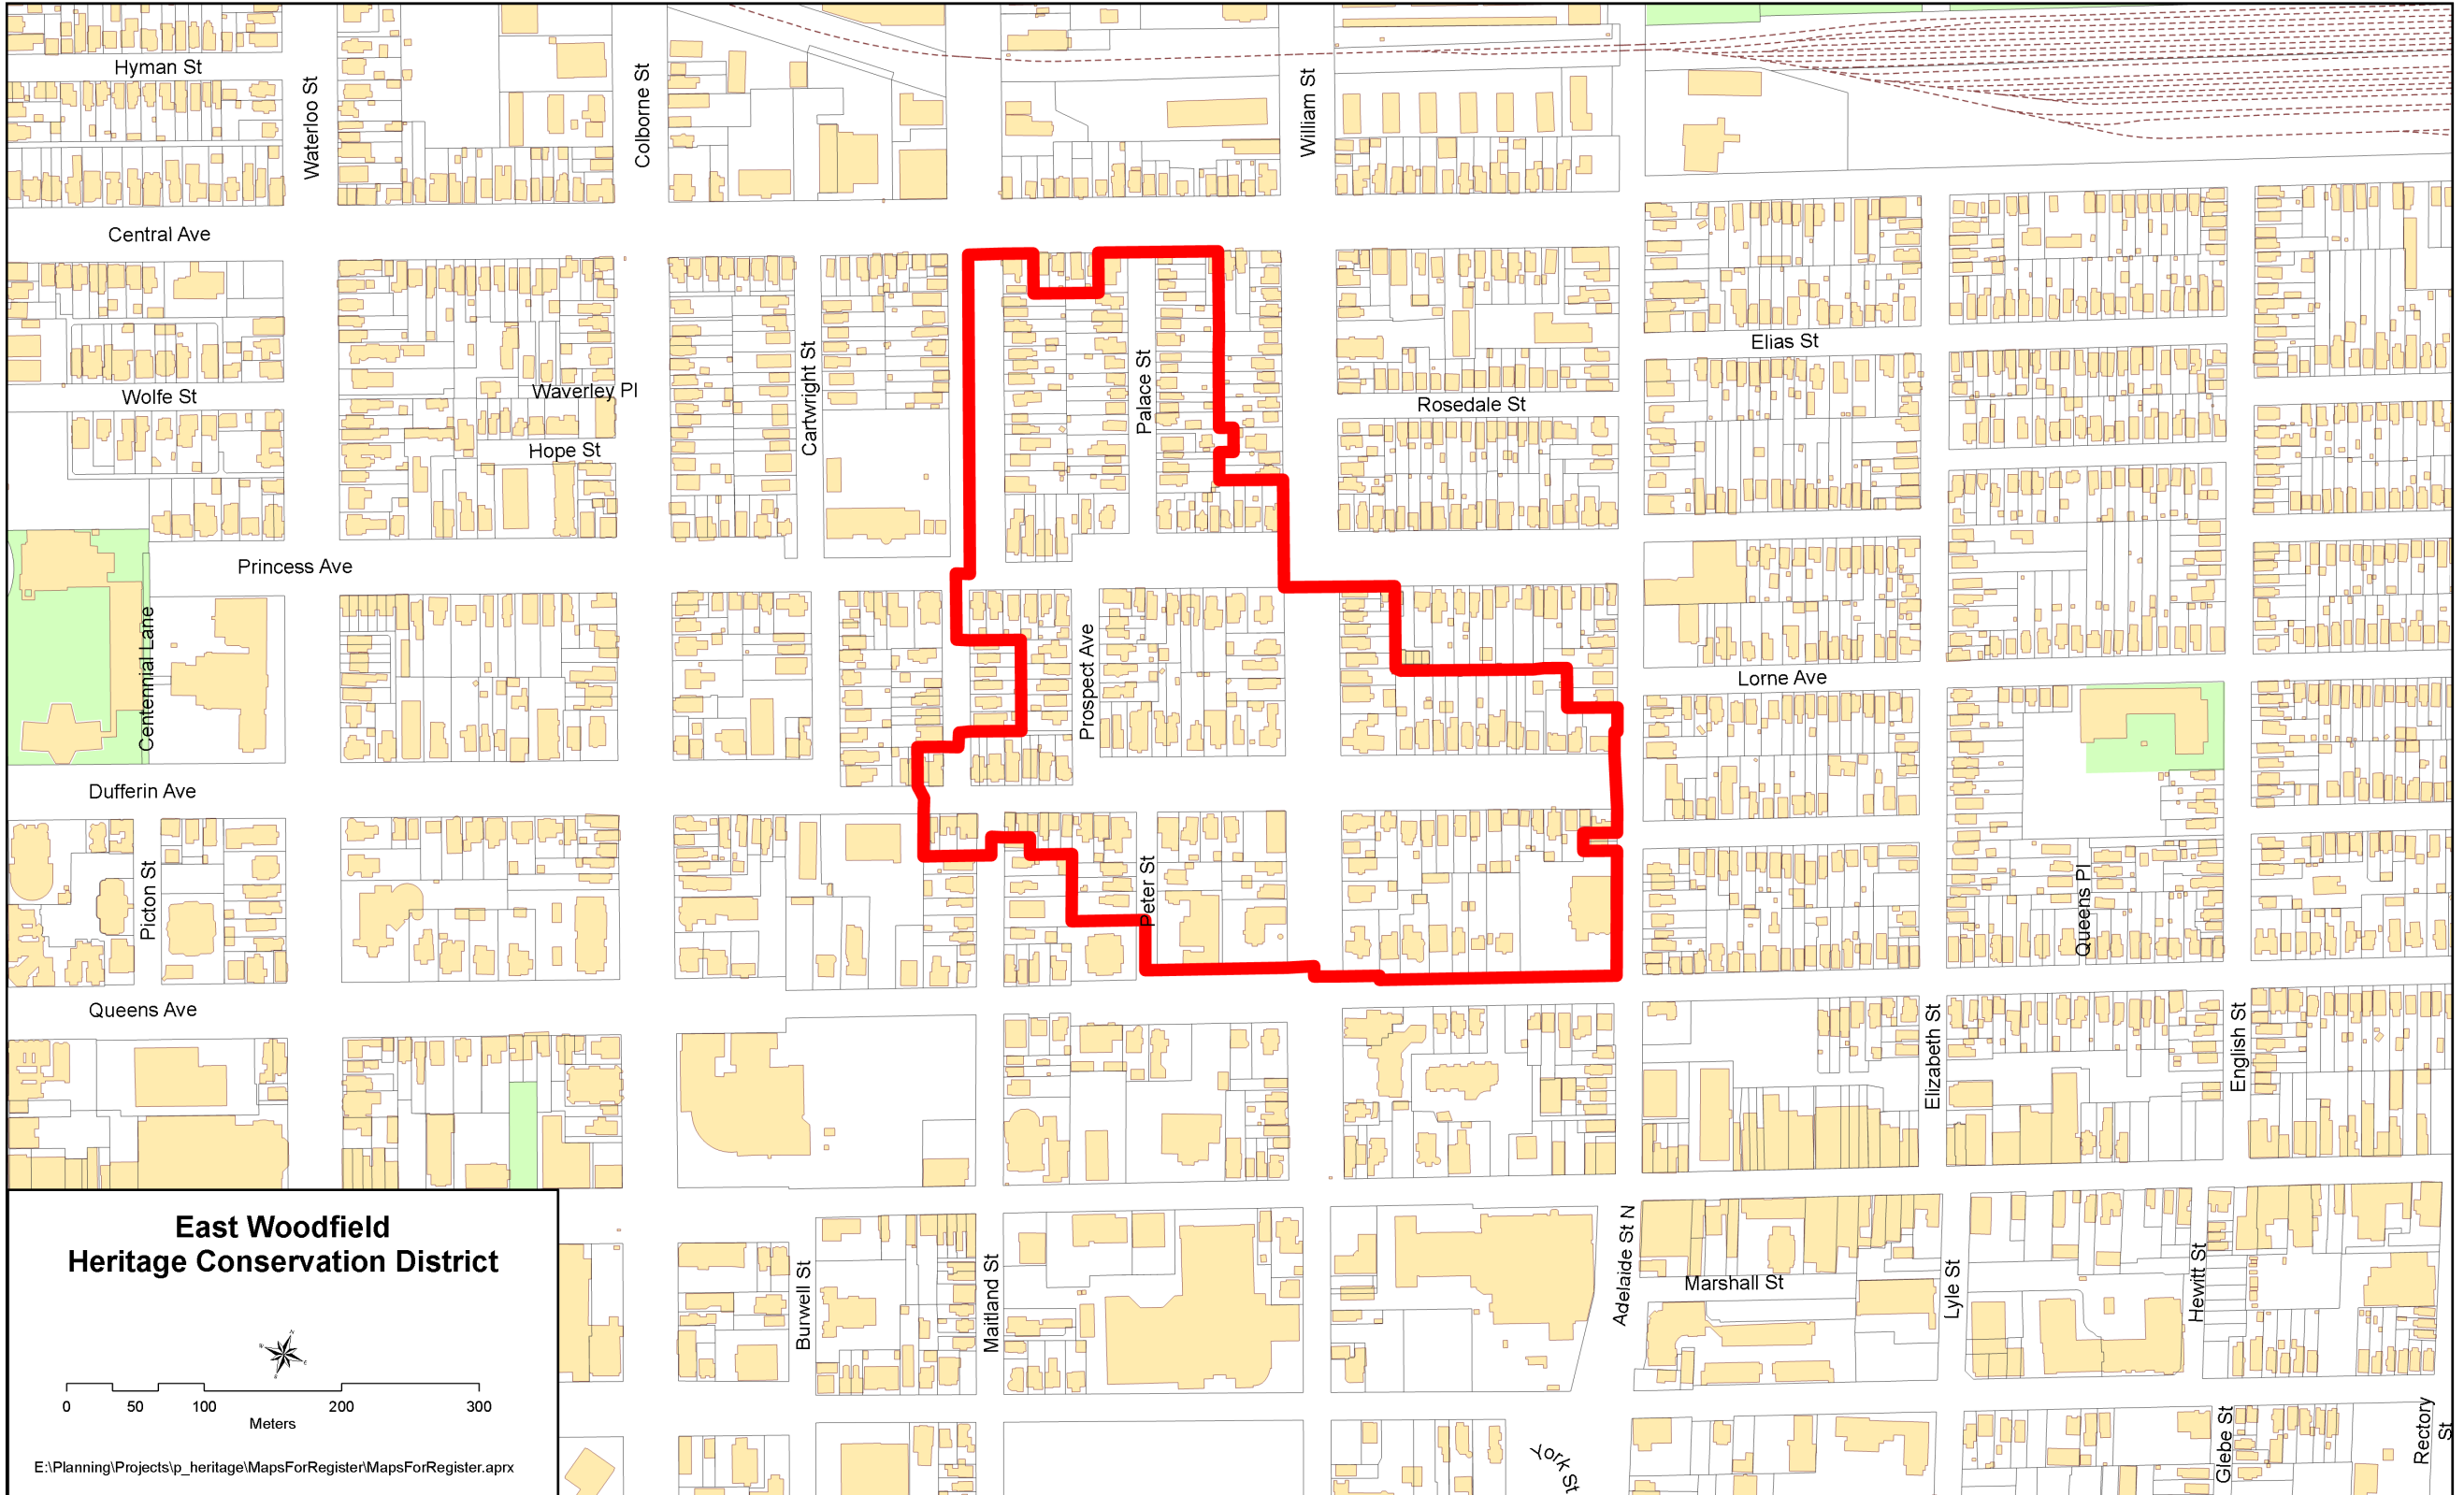 Hyman St
Waterloo St
Colborne St
William St
Central Ave
Elias St
Wolfe St
Waverley Pl
Cartwright St
Palace St
Rosedale St
Hope St
Princess Ave
Centennial Lane
Prospect Ave
Lorne Ave
Dufferin Ave
Picton St
Peter St
Queens Pl
Queens Ave
Elizabeth St
English St
East Woodfield
Heritage Conservation District
N
W
E
S
0 50 100 200 300
Meters
E:\Planning\Projects\p_heritage\MapsForRegister\MapsForRegister.aprx
Burwell St
Maitland St
Adelaide St N
Marshall St
Lyle St
Hewitt St
York St
Glebe St
Rectory
St